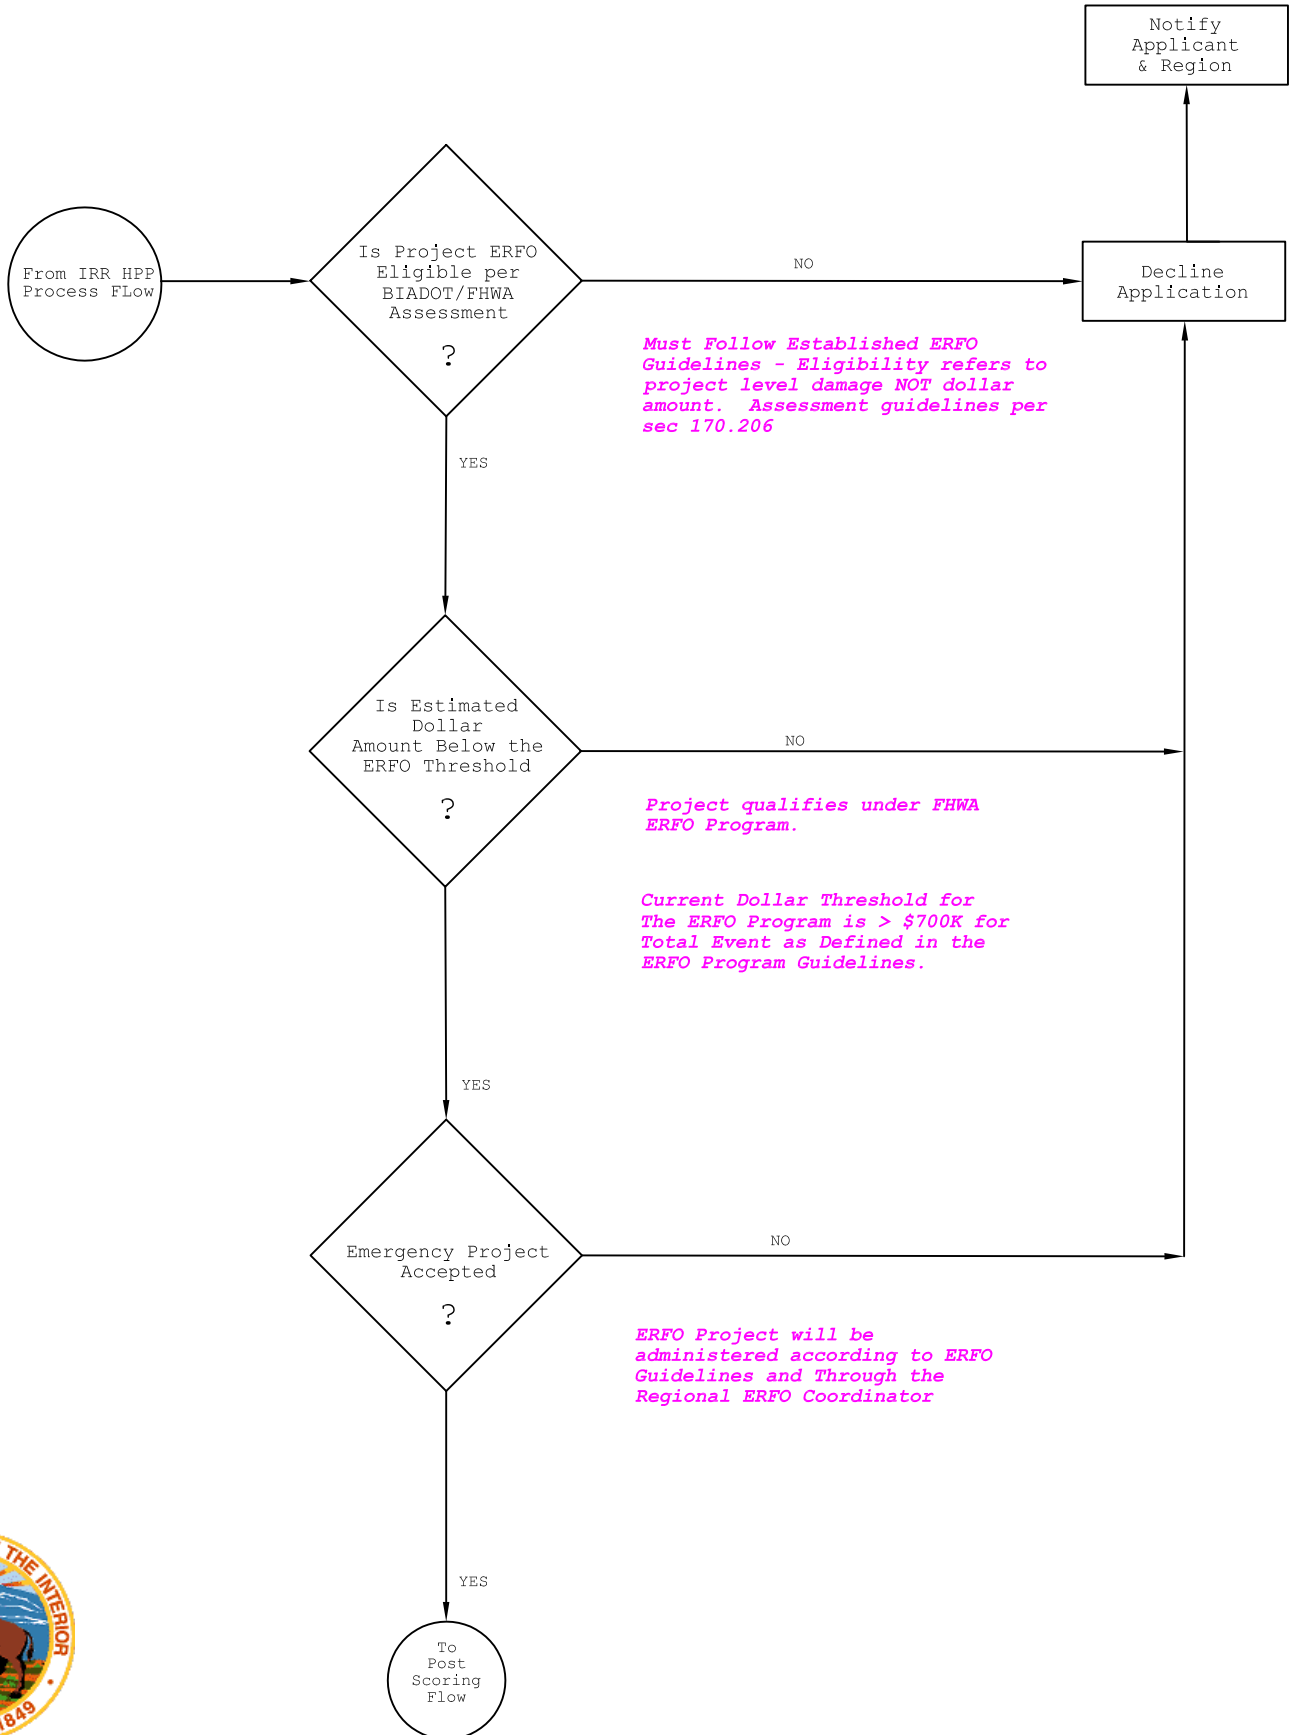 Notify
Applicant
& Region
From IRR HPP
Process FLow
Is Project ERFO
Eligible per
BIADOT/FHWA
Assessment
?
NO
Decline
Application
Must Follow Established ERFO
Guidelines - Eligibility refers to
project level damage NOT dollar
amount.  Assessment guidelines per
sec 170.206
YES
Is Estimated
Dollar
Amount Below the
ERFO Threshold
?
NO
Project qualifies under FHWA
ERFO Program.
Current Dollar Threshold for
The ERFO Program is > $700K for
Total Event as Defined in the
ERFO Program Guidelines.
YES
Emergency Project
Accepted
?
NO
ERFO Project will be
administered according to ERFO
Guidelines and Through the
Regional ERFO Coordinator
YES
To
Post
Scoring
Flow
THE INTERIOR
1849